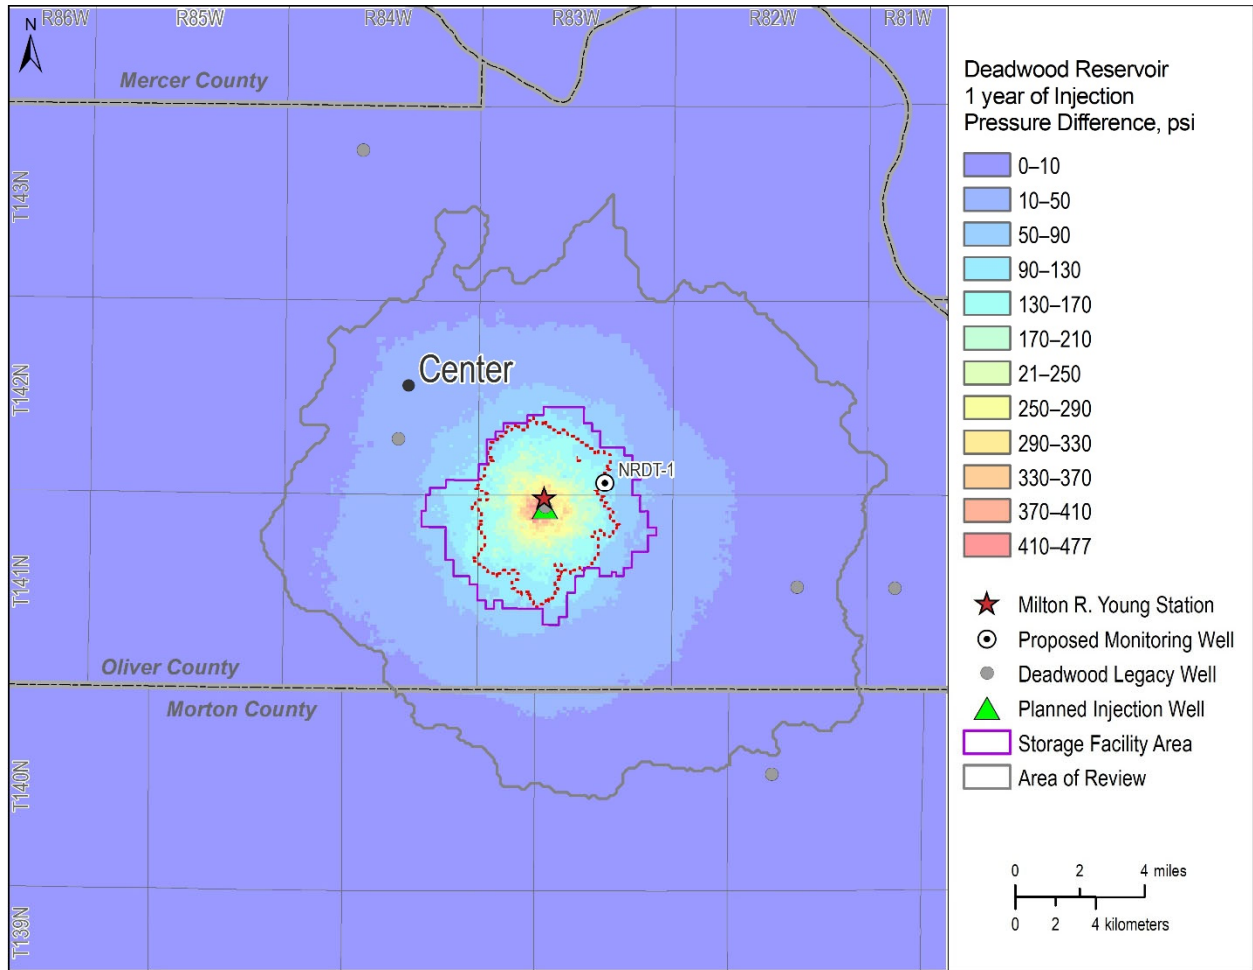 R86W R85W R84W R83W R82W R81W
N
Mercer County
T143N
T142N
Center
NRDT-1
T141N
Oliver County
Morton County
T140N
T139N
Deadwood Reservoir
1 year of Injection
Pressure Difference, psi
0–10
10–50
50–90
90–130
130–170
170–210
21–250
250–290
290–330
330–370
370–410
410–477
Milton R. Young Station
Proposed Monitoring Well
Deadwood Legacy Well
Planned Injection Well
Storage Facility Area
Area of Review
0 2 4 miles
0 2 4 kilometers